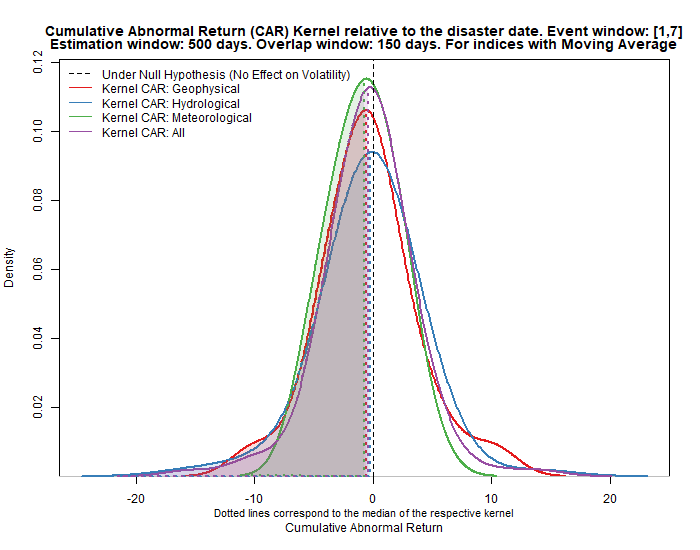 Cumulative Abnormal Return (CAR) Kernel relative to the disaster date. Event window: [1,7]
Estimation window: 500 days. Overlap window: 150 days. For indices with Moving Average
Under Null Hypothesis (No Effect on Volatility)
Kernel CAR: Geophysical
Kernel CAR: Hydrological
Kernel CAR: Meteorological
Kernel CAR: All
Density
0.12
0.10
0.08
0.06
0.04
0.02
-20 -10 0 10 20
Dotted lines correspond to the median of the respective kernel
Cumulative Abnormal Return